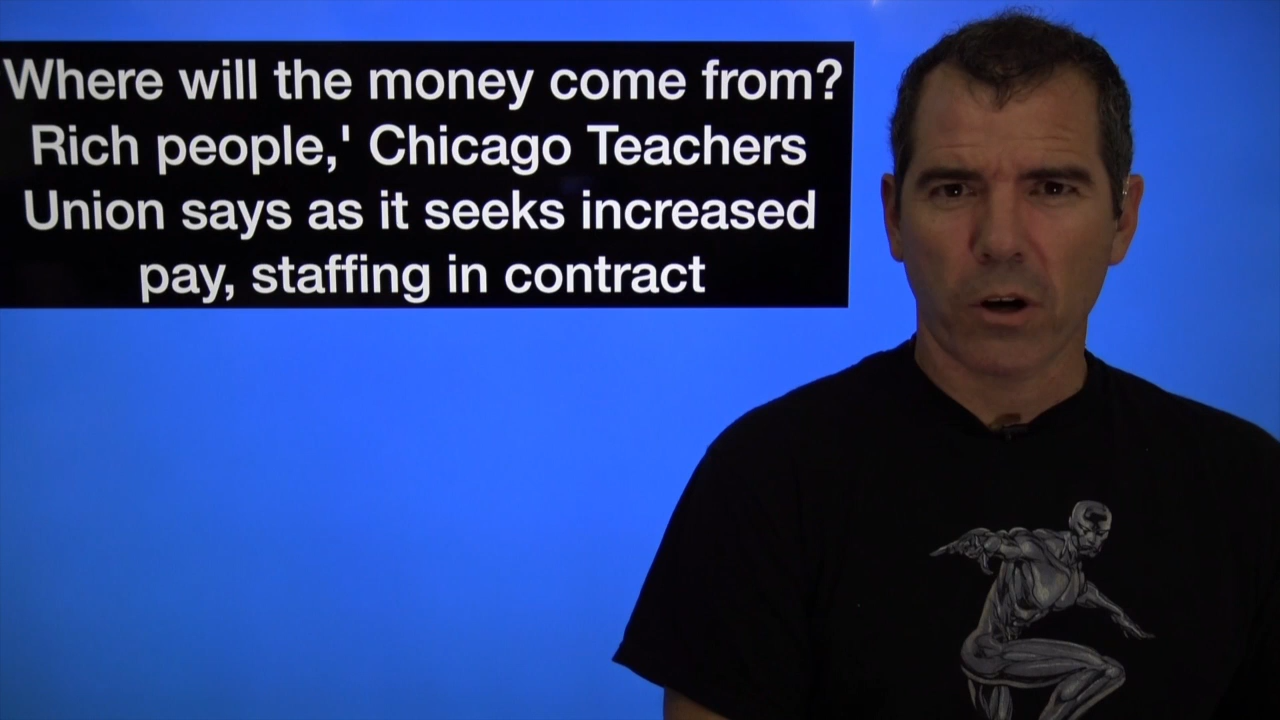 Where will the money come from?
Rich people,' Chicago Teachers
Union says as it seeks increased
pay, staffing in contract